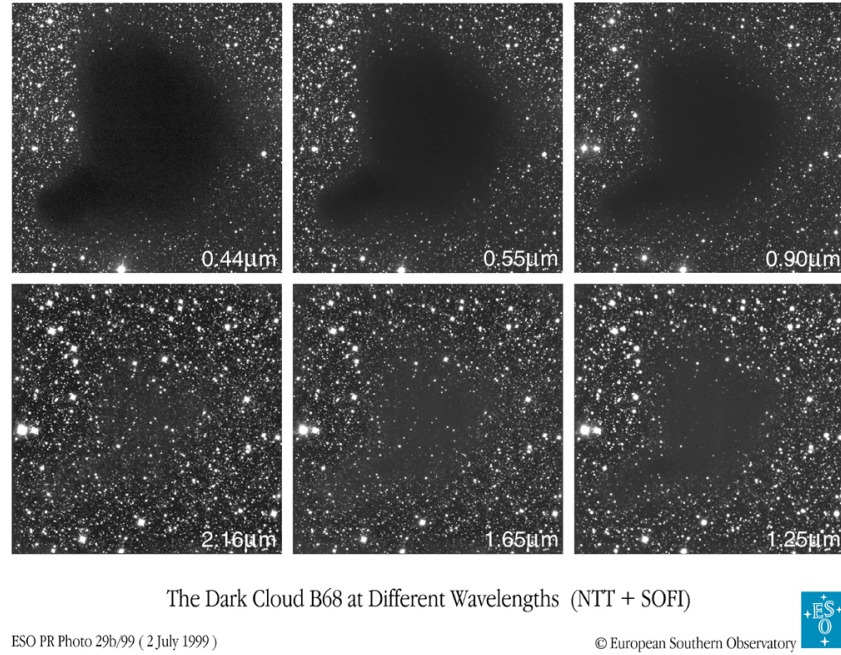 0.44µm
0.55µm
0.90µm
2.16µm
1.65µm
1.25µm
The Dark Cloud B68 at Different Wavelengths (NTT + SOFI)
ESO PR Photo 29b/99 ( 2 July 1999 )
© European Southern Observatory
ESO